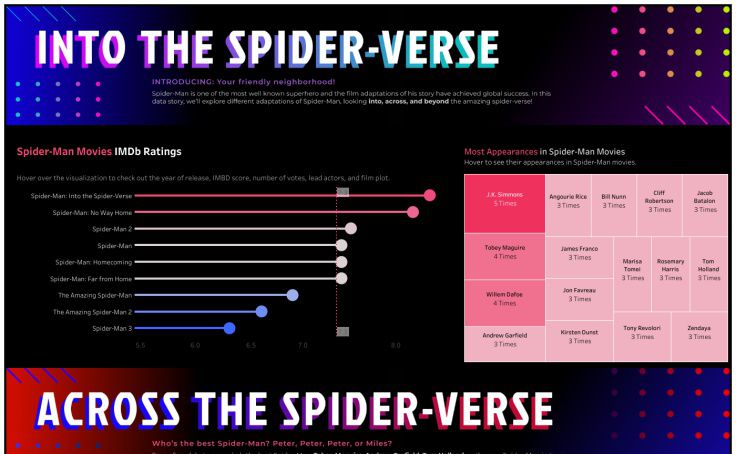 INTO THE SPIDER-VERSE
INTRODUCING: Your friendly neighborhood!
Spider-Man is one of the most well known superhero and the film adaptations of his story have achieved global success. In this
data story, we'll explore different adaptations of Spider-Man, looking into, across, and beyond the amazing spider-verse!
Spider-Man Movies IMDb Ratings
Hover over the visualization to check out the year of release, IMBD score, number of votes, lead actors, and film plot.
Spider-Man: Into the Spider-Verse
Spider-Man: No Way Home
Spider-Man 2
Spider-Man
Spider-Man: Homecoming
Spider-Man: Far from Home
The Amazing Spider-Man
The Amazing Spider-Man 2
Spider-Man 3
5.5 6.0 6.5 7.0 8.0
Most Appearances in Spider-Man Movies
Hover to see their appearances in Spider-Man movies.
J.K. Simmons
5 Times
Tobey Maguire
4 Times
Willem Dafoe
4 Times
Andrew Garfield
3 Times
Angourie Rice
3 Times
Bill Nunn
3 Times
Cliff
Robertson
3 Times
Jacob
Batalon
3 Times
James Franco
3 Times
Jon Favreau
3 Times
Kirsten Dunst
3 Times
Marisa
Tomei
3 Times
Rosemary
Harris
3 Times
Tom
Holland
3 Times
Tony Revolori
3 Times
Zendaya
3 Times
ACROSS THE SPIDER-VERSE
Who's the best Spider-Man? Peter, Peter, Peter, or Miles?